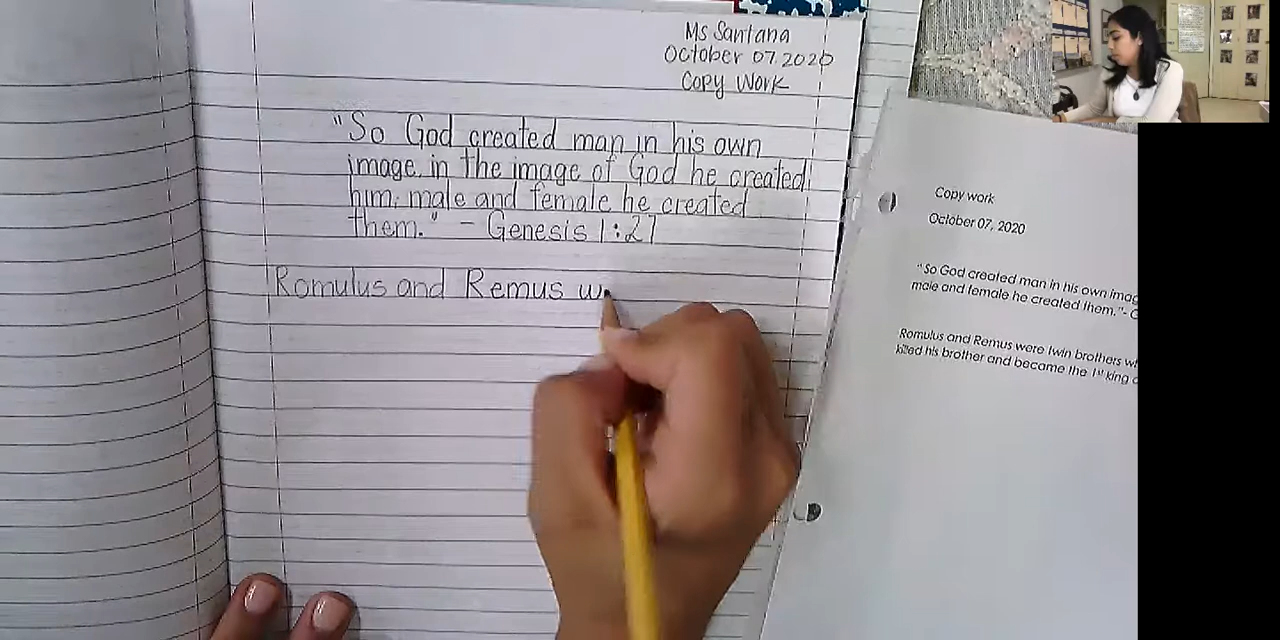 Ms Santana
October 07 2020
Copy Work
"So God created man in his own
image, in the image of God he created
him; male and female he created
them." - Genesis 1:27
Romulus and Remus w
Copy work
October 07, 2020
"So God created man in his own imag
male and female he created them."-
Romulus and Remus were twin brothers wh
killed his brother and became the 1st king